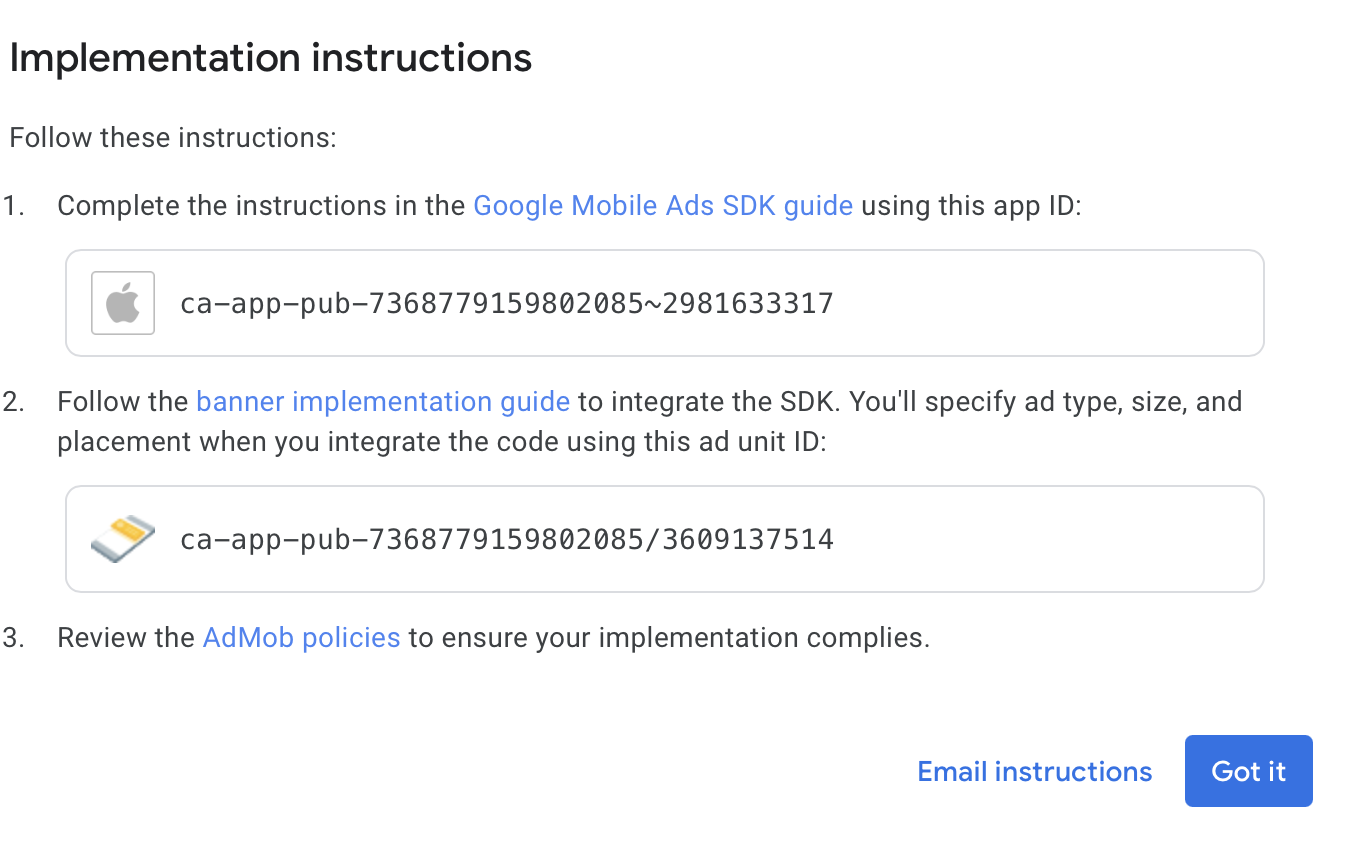 Implementation instructions
Follow these instructions:
1. Complete the instructions in the Google Mobile Ads SDK guide using this app ID:
ca-app-pub-7368779159802085~2981633317
2. Follow the banner implementation guide to integrate the SDK. You'll specify ad type, size, and
placement when you integrate the code using this ad unit ID:
ca-app-pub-7368779159802085/3609137514
3. Review the AdMob policies to ensure your implementation complies.
Email instructions Got it